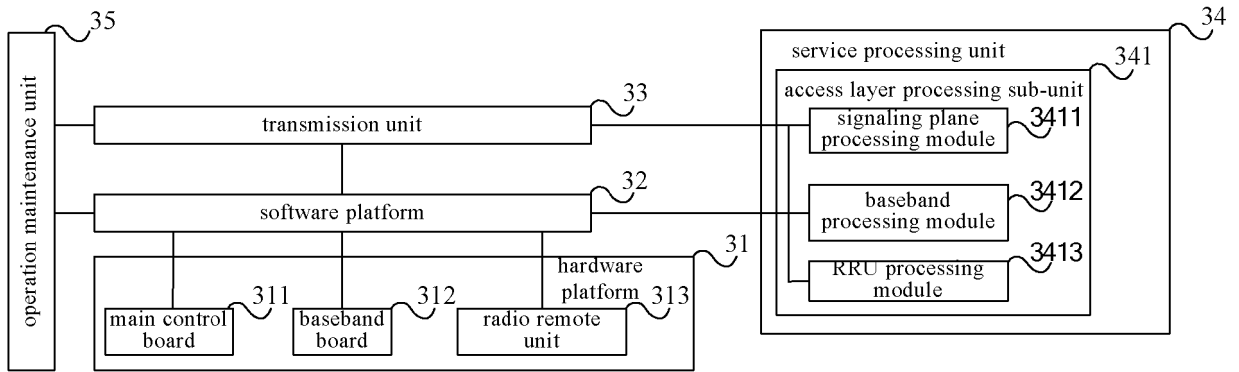 35
operation maintenance unit
33
transmission unit
32
software platform
31
hardware
platform
311
main control
board
312
baseband
board
313
radio remote
unit
34
service processing unit
341
access layer processing sub-unit
3411
signaling plane
processing module
3412
baseband
processing module
3413
RRU processing
module